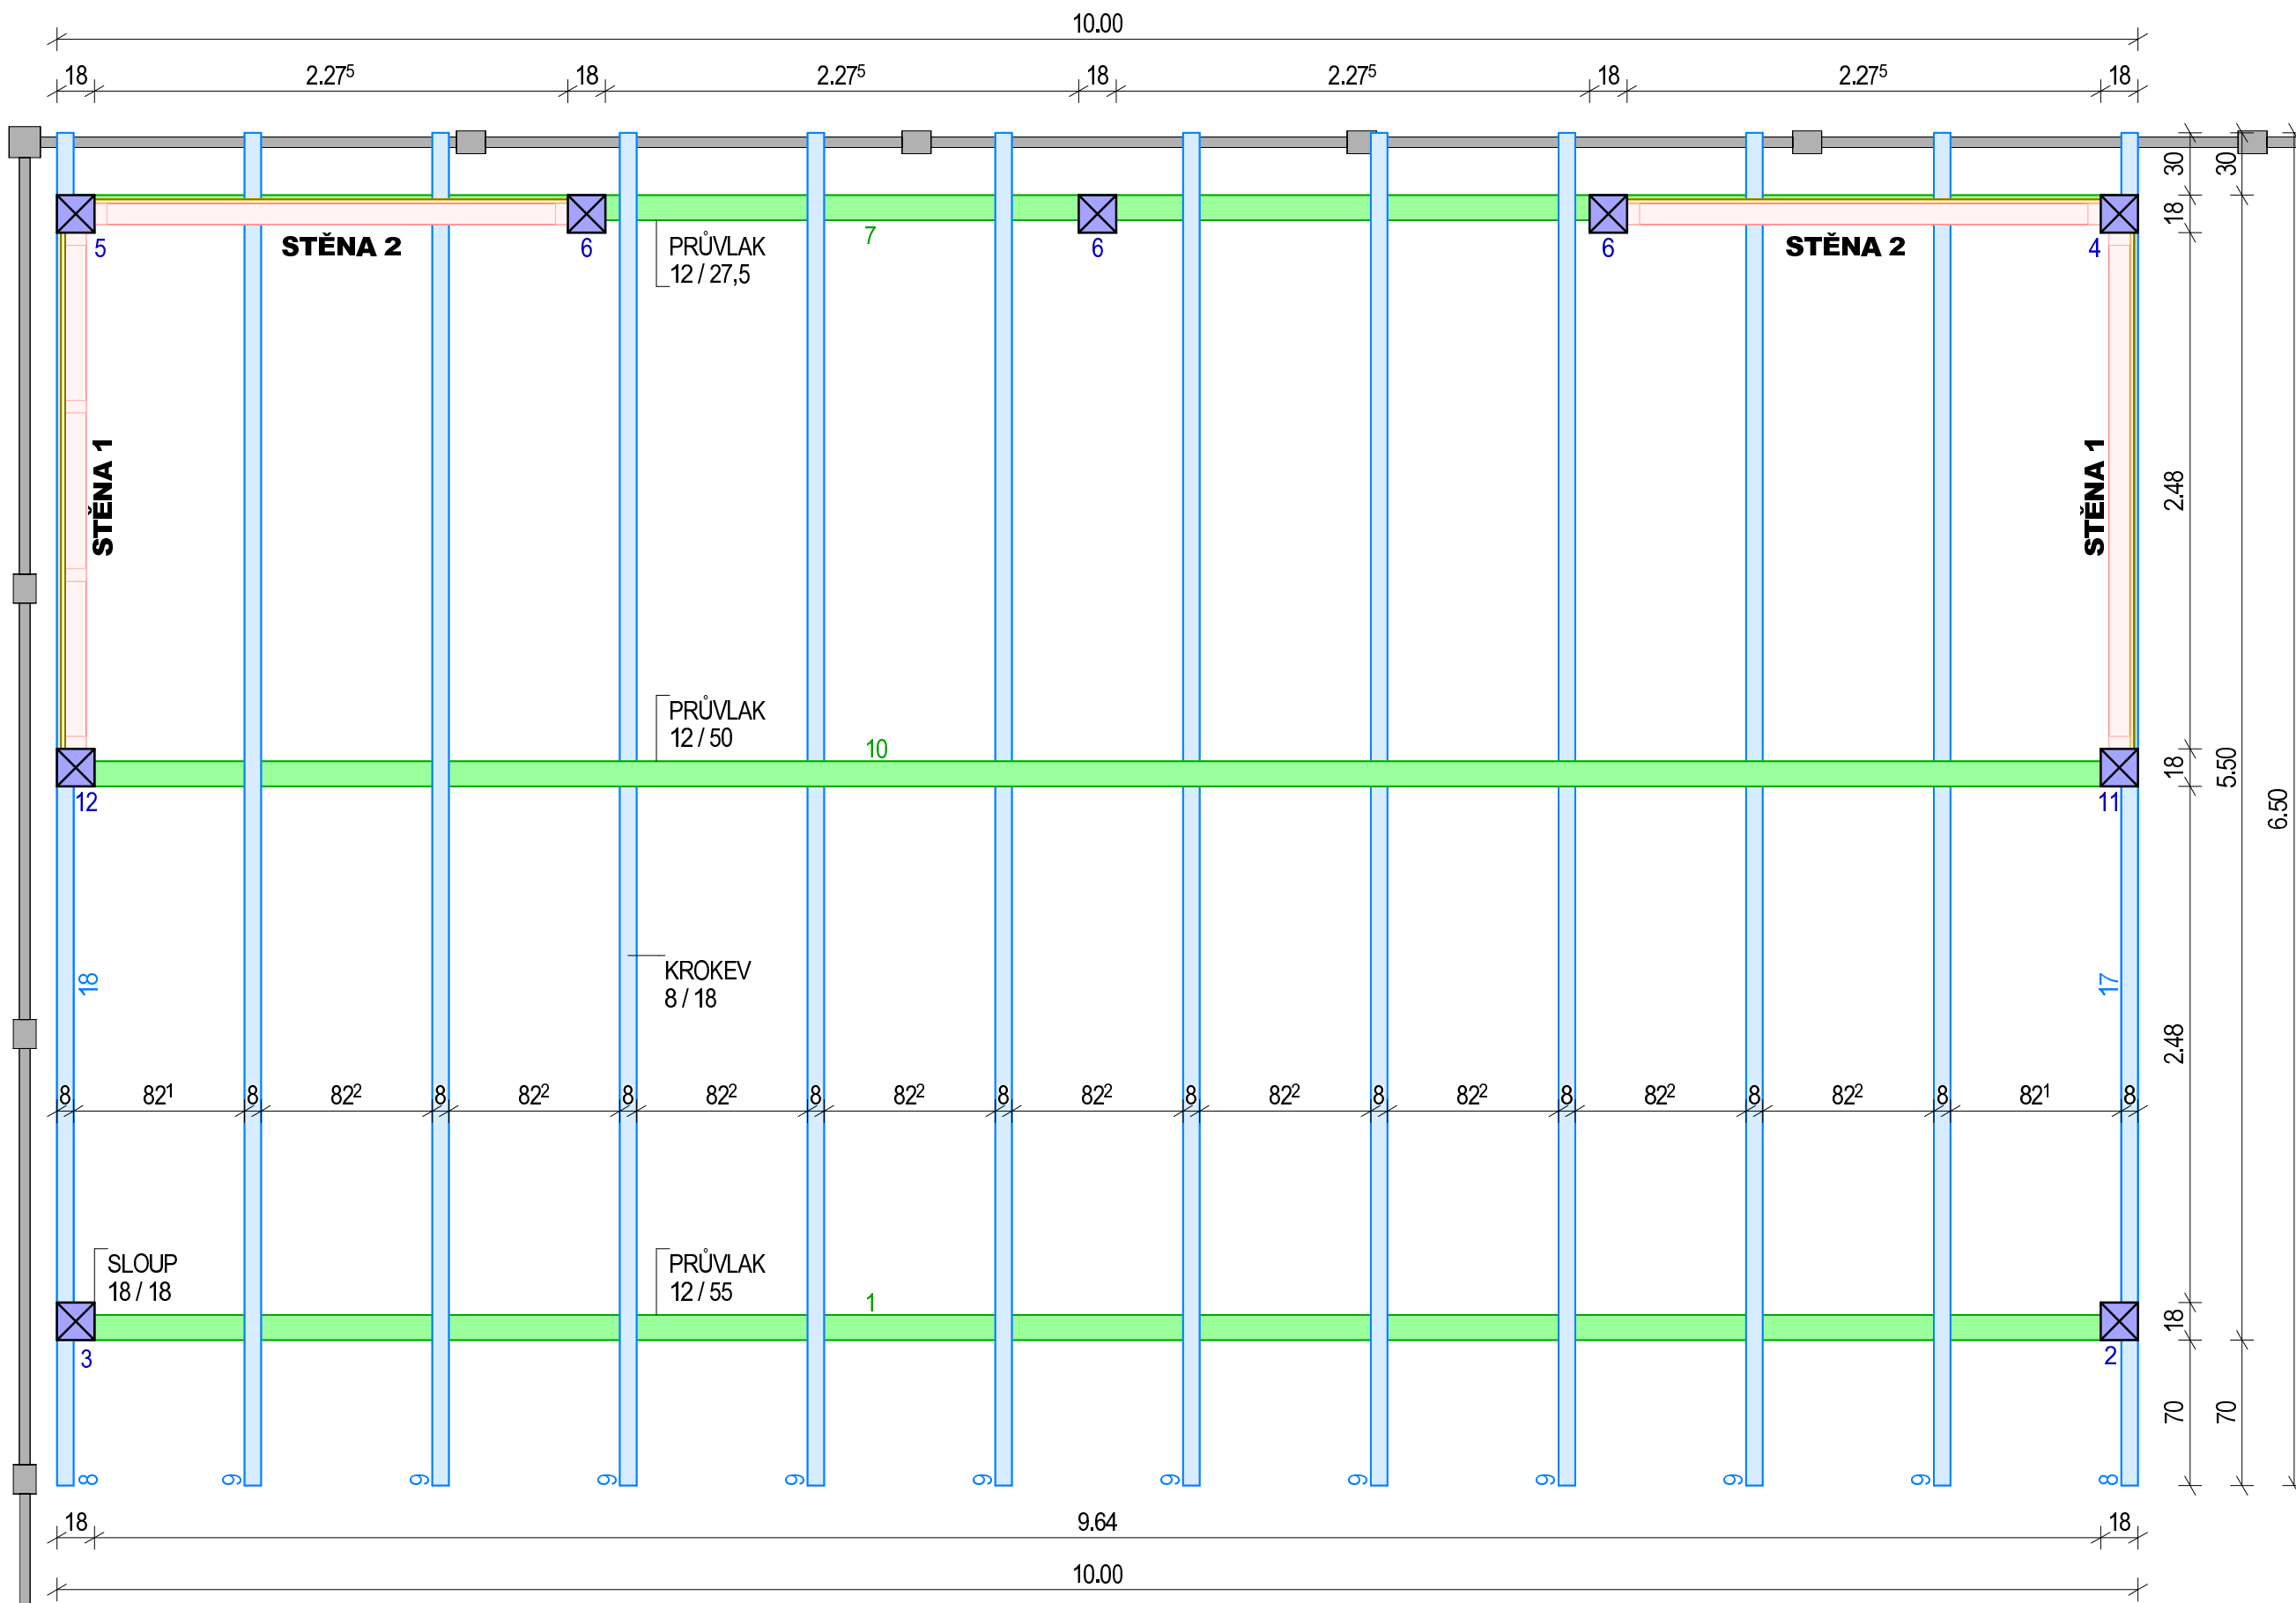 10.00
18 2.27⁵ 18 2.27⁵ 18 2.27⁵ 18 2.27⁵ 18
30 30
18
5 STĚNA 2 6 PRŮVLAK 7 6 6 STĚNA 2 4
12 / 27,5
STĚNA 1 STĚNA 1 2.48
PRŮVLAK 10
12 / 50
12 11 18 5.50 6.50
18 KROKEV 17
8 / 18
2.48
8 82¹ 8 82² 8 82² 8 82² 8 82² 8 82² 8 82² 8 82² 8 82² 8 82² 8 82¹ 8
SLOUP PRŮVLAK 1
18 / 18 12 / 55
18
3 2
70 70
8 9 9 9 9 9 9 9 9 9 9 8
18 9.64 18
10.00